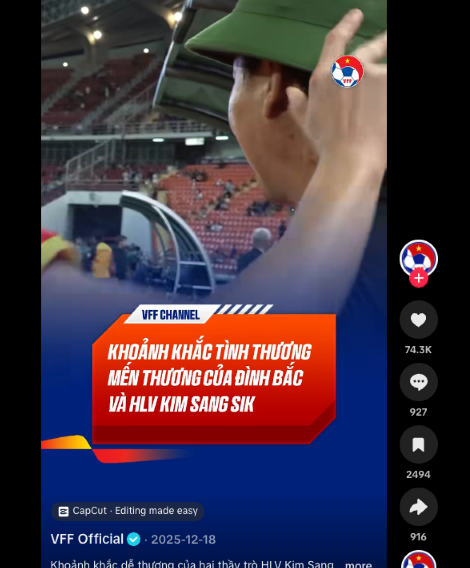 VFF
VFF CHANNEL
KHOẢNH KHẮC TÌNH THƯƠNG
MẾN THƯƠNG CỦA ĐÌNH BẮC
VÀ HLV KIM SANG SIK
74.3K
927
2494
916
CapCut · Editing made easy
VFF Official · 2025-12-18
Khoảnh khắc dễ thương của hai thầy trò HLV Kim Sang... more